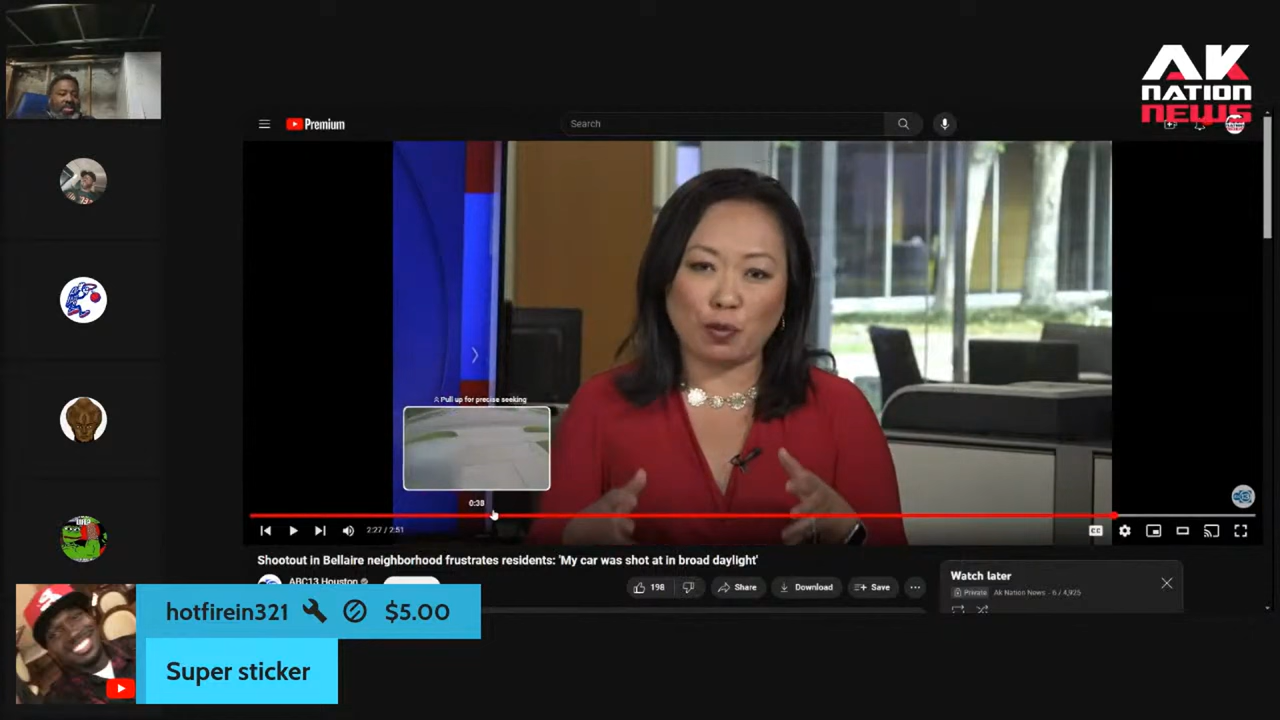 AK
NATION
NEWS
Premium
Search
Pull up for precise seeking
0:38
2:27 / 2:51
Shootout in Bellaire neighborhood frustrates residents: 'My car was shot at in broad daylight'
ABC13 Houston
198
Share
Download
Save
Watch later
Private
Ak Nation News - 6 / 4,925
hotfirein321 $5.00
Super sticker